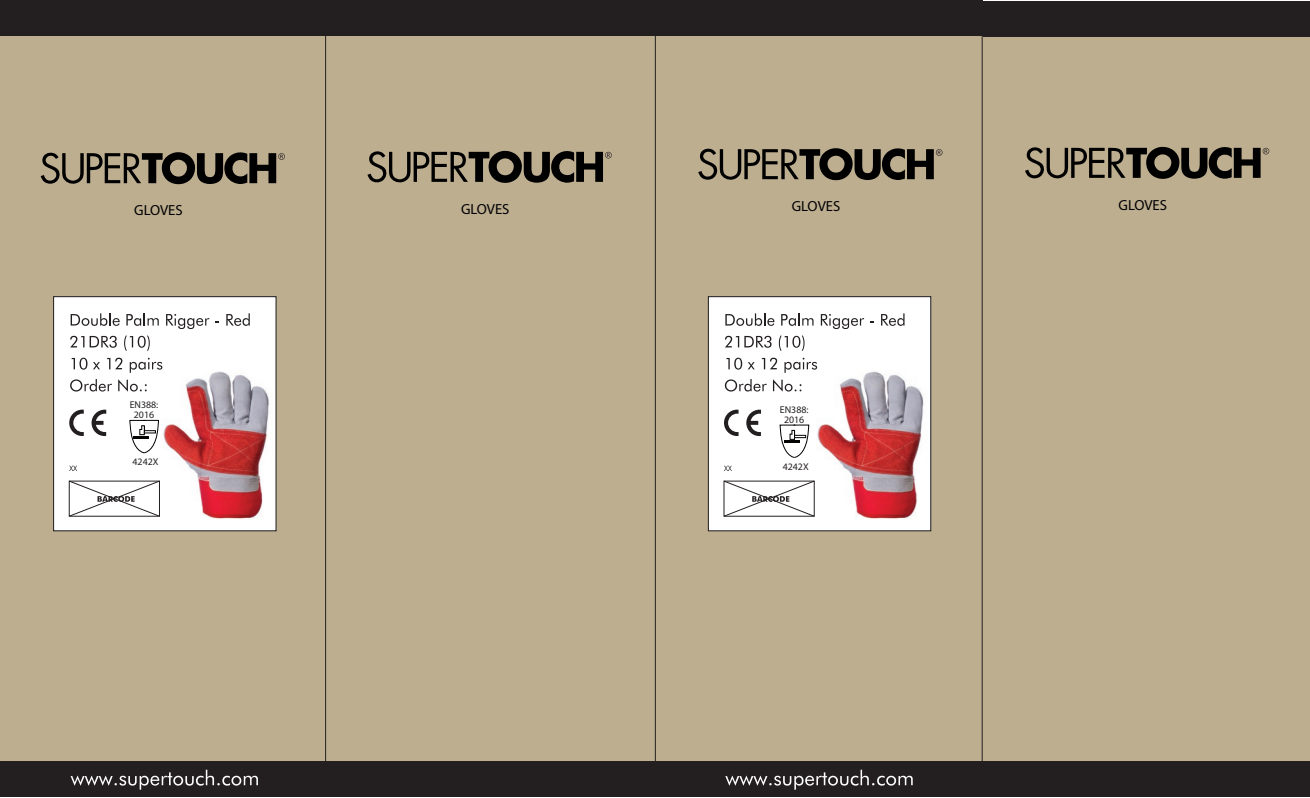 SUPERTOUCH®
GLOVES
Double Palm Rigger - Red
21DR3 (10)
10 x 12 pairs
Order No.:
EN388:
2016
4242X
xx
BARCODE
www.supertouch.com
SUPERTOUCH®
GLOVES
SUPERTOUCH®
GLOVES
Double Palm Rigger - Red
21DR3 (10)
10 x 12 pairs
Order No.:
EN388:
2016
4242X
xx
BARCODE
www.supertouch.com
SUPERTOUCH®
GLOVES